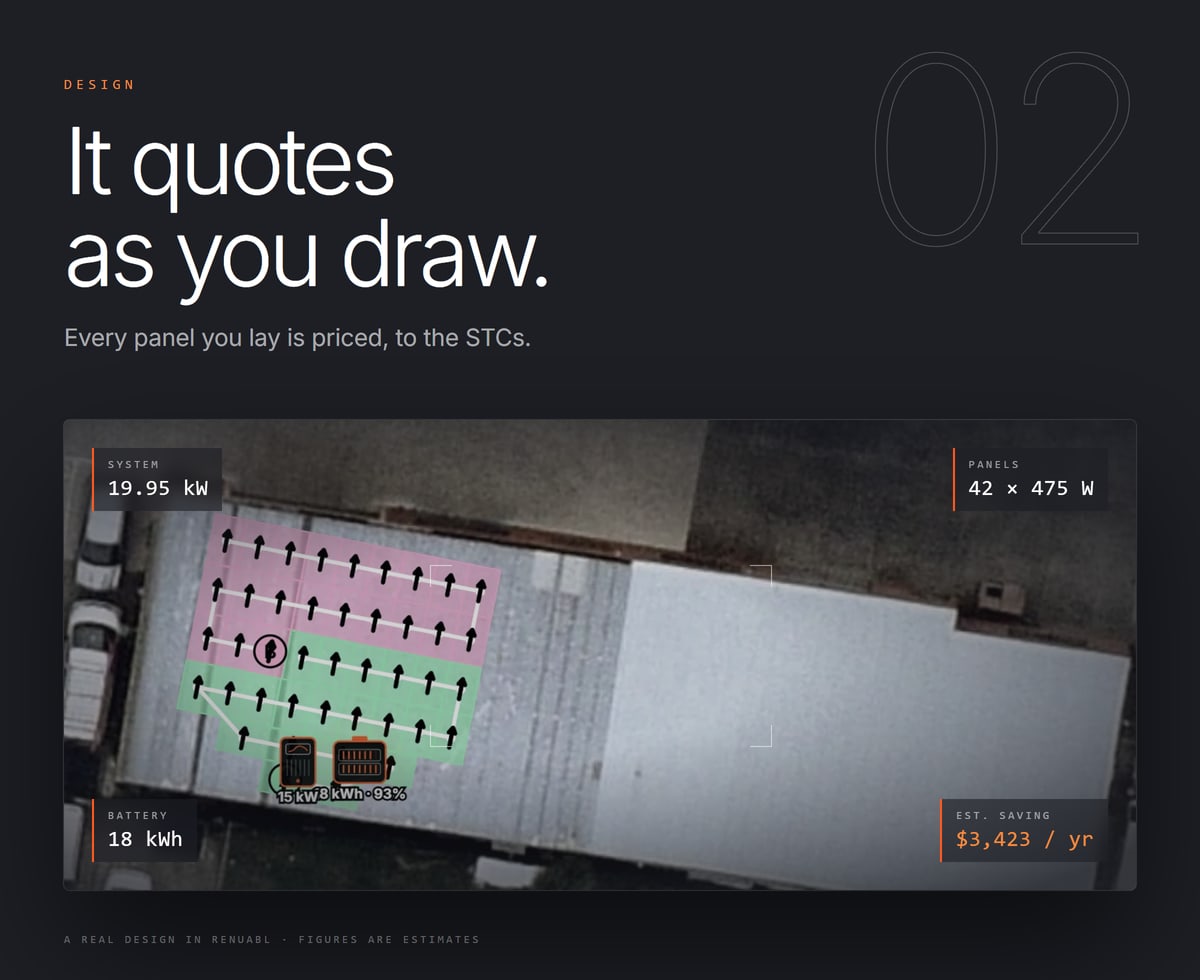 DESIGN
02
It quotes
as you draw.
Every panel you lay is priced, to the STCs.
SYSTEM
19.95 kW
PANELS
42 × 475 W
15 kW
8 kWh · 93%
BATTERY
18 kWh
EST. SAVING
$3,423 / yr
A REAL DESIGN IN RENUABL · FIGURES ARE ESTIMATES